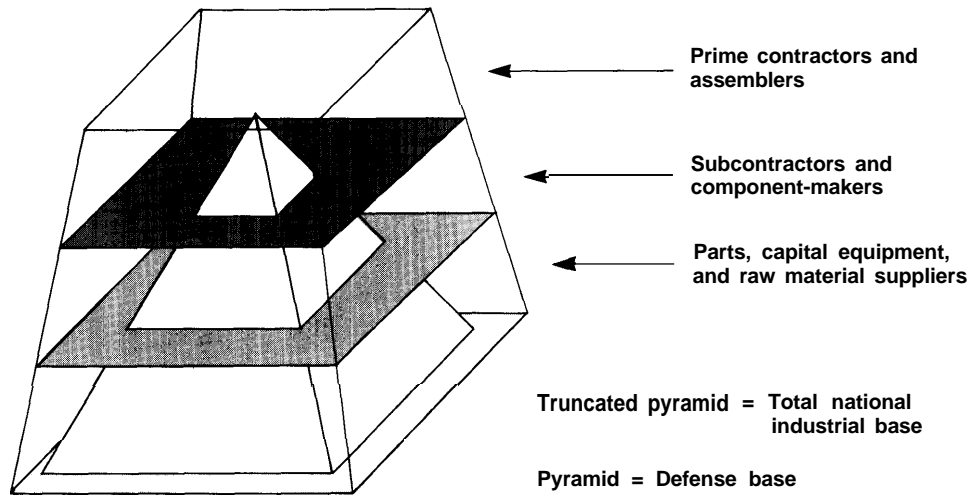 Prime contractors and
assemblers
Subcontractors and
component-makers
Parts, capital equipment,
and raw material suppliers
Truncated pyramid = Total national
industrial base
Pyramid = Defense base